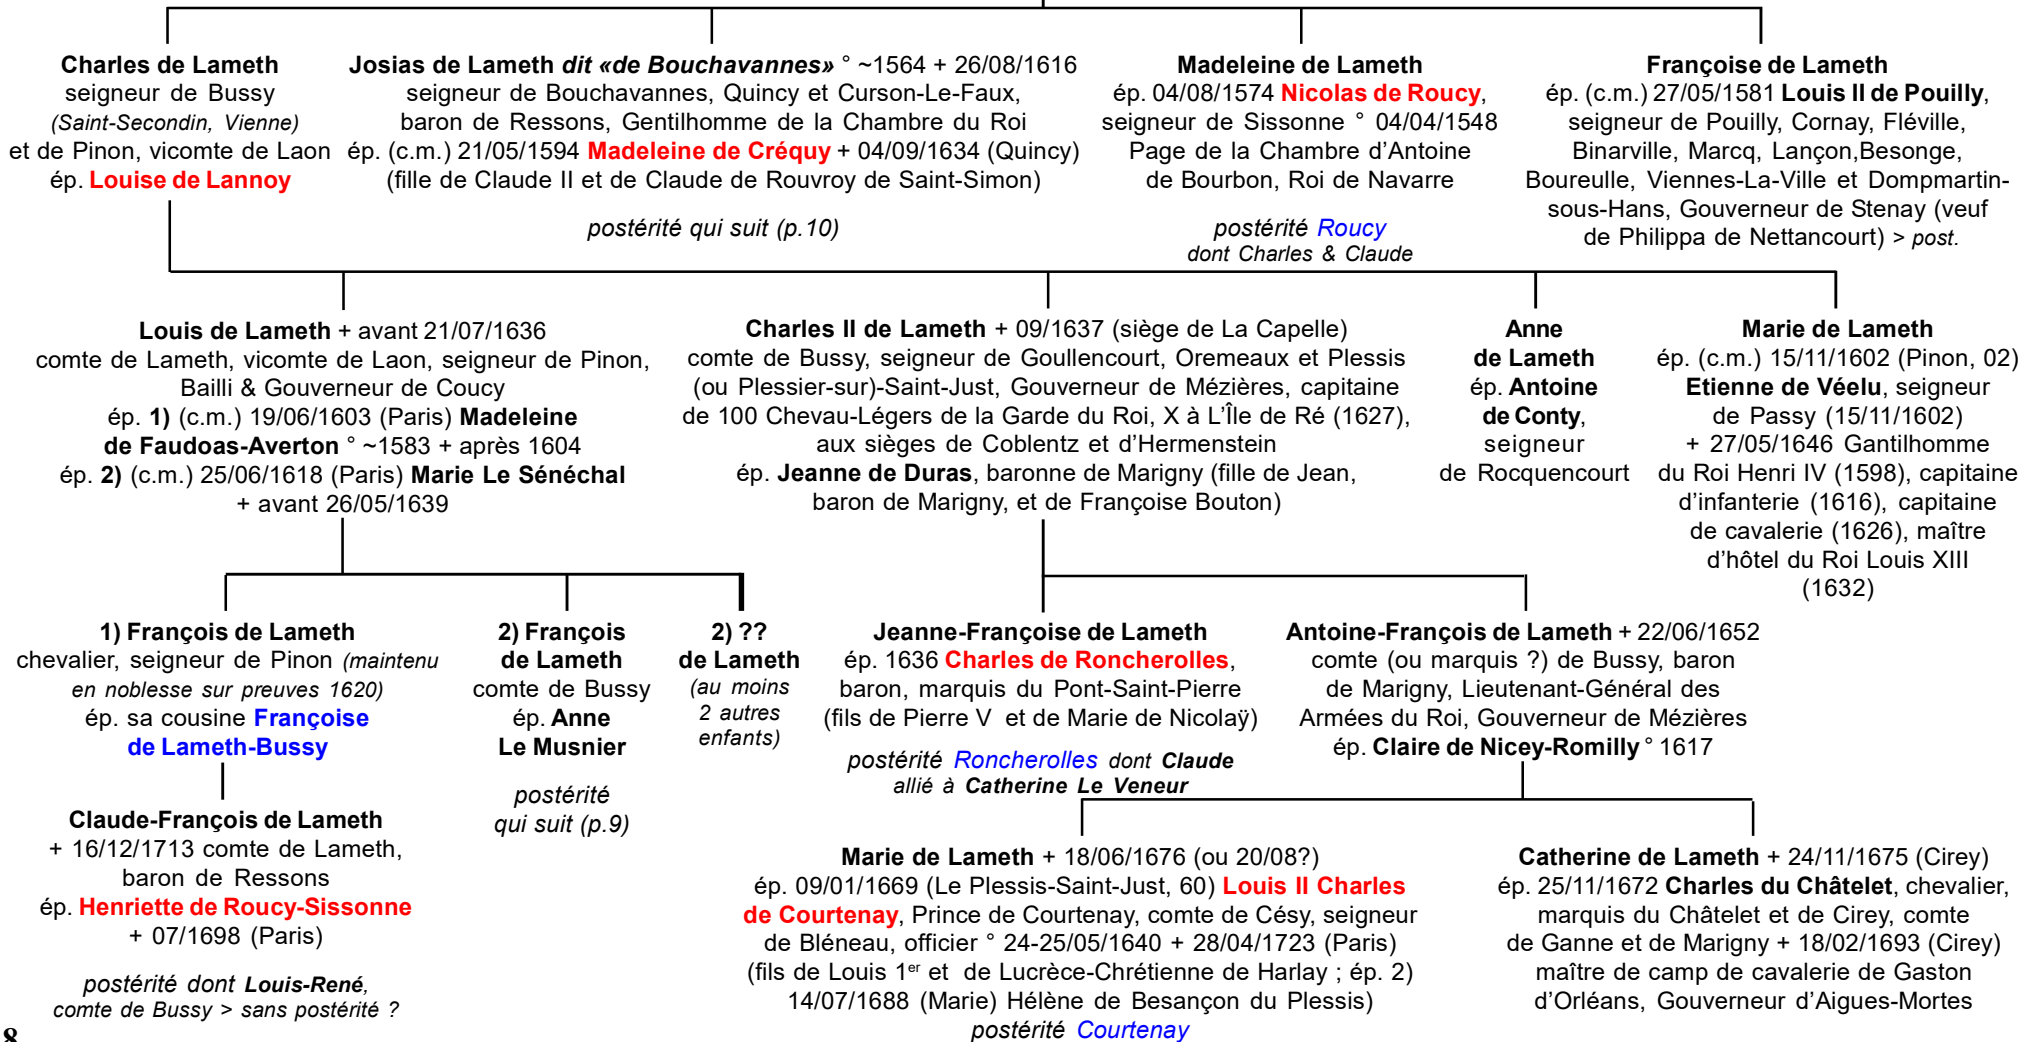 Charles de Lameth
seigneur de Bussy
(Saint-Secondin, Vienne)
et de Pinon, vicomte de Laon
ép. Louise de Lannoy
Josias de Lameth dit «de Bouchavannes» ° ~1564 + 26/08/1616
seigneur de Bouchavannes, Quincy et Curson-Le-Faux,
baron de Ressons, Gentilhomme de la Chambre du Roi
ép. (c.m.) 21/05/1594 Madeleine de Créquy + 04/09/1634 (Quincy)
(fille de Claude II et de Claude de Rouvroy de Saint-Simon)
postérité qui suit (p.10)
Madeleine de Lameth
ép. 04/08/1574 Nicolas de Roucy,
seigneur de Sissonne ° 04/04/1548
Page de la Chambre d'Antoine
de Bourbon, Roi de Navarre
postérité Roucy
dont Charles & Claude
Françoise de Lameth
ép. (c.m.) 27/05/1581 Louis II de Pouilly,
seigneur de Pouilly, Cornay, Fléville,
Binarville, Marcq, Lançon,Besonge,
Boureulle, Viennes-La-Ville et Dompmartin-
sous-Hans, Gouverneur de Stenay (veuf
de Philippa de Nettancourt) > post.
Louis de Lameth + avant 21/07/1636
comte de Lameth, vicomte de Laon, seigneur de Pinon,
Bailli & Gouverneur de Coucy
ép. 1) (c.m.) 19/06/1603 (Paris) Madeleine
de Faudoas-Averton ° ~1583 + après 1604
ép. 2) (c.m.) 25/06/1618 (Paris) Marie Le Sénéchal
+ avant 26/05/1639
Charles II de Lameth + 09/1637 (siège de La Capelle)
comte de Bussy, seigneur de Goullencourt, Oremeaux et Plessis
(ou Plessier-sur)-Saint-Just, Gouverneur de Mézières, capitaine
de 100 Chevau-Légers de la Garde du Roi, X à L'Île de Ré (1627),
aux sièges de Coblentz et d'Hermenstein
ép. Jeanne de Duras, baronne de Marigny (fille de Jean,
baron de Marigny, et de Françoise Bouton)
Anne
de Lameth
ép. Antoine
de Conty,
seigneur
de Rocquencourt
Marie de Lameth
ép. (c.m.) 15/11/1602 (Pinon, 02)
Etienne de Véelu, seigneur
de Passy (15/11/1602)
+ 27/05/1646 Gantilhomme
du Roi Henri IV (1598), capitaine
d'infanterie (1616), capitaine
de cavalerie (1626), maître
d'hôtel du Roi Louis XIII
(1632)
1) François de Lameth
chevalier, seigneur de Pinon (maintenu
en noblesse sur preuves 1620)
ép. sa cousine Françoise
de Lameth-Bussy
2) François
de Lameth
comte de Bussy
ép. Anne
Le Musnier
postérité
qui suit (p.9)
2) ??
de Lameth
(au moins
2 autres
enfants)
Jeanne-Françoise de Lameth
ép. 1636 Charles de Roncherolles,
baron, marquis du Pont-Saint-Pierre
(fils de Pierre V et de Marie de Nicolaÿ)
postérité Roncherolles dont Claude
allié à Catherine Le Veneur
Antoine-François de Lameth + 22/06/1652
comte (ou marquis ?) de Bussy, baron
de Marigny, Lieutenant-Général des
Armées du Roi, Gouverneur de Mézières
ép. Claire de Nicey-Romilly ° 1617
Claude-François de Lameth
+ 16/12/1713 comte de Lameth,
baron de Ressons
ép. Henriette de Roucy-Sissonne
+ 07/1698 (Paris)
postérité dont Louis-René,
comte de Bussy > sans postérité ?
Marie de Lameth + 18/06/1676 (ou 20/08?)
ép. 09/01/1669 (Le Plessis-Saint-Just, 60) Louis II Charles
de Courtenay, Prince de Courtenay, comte de Césy, seigneur
de Bléneau, officier ° 24-25/05/1640 + 28/04/1723 (Paris)
(fils de Louis 1er et de Lucrèce-Chrétienne de Harlay ; ép. 2)
14/07/1688 (Marie) Hélène de Besançon du Plessis)
postérité Courtenay
Catherine de Lameth + 24/11/1675 (Cirey)
ép. 25/11/1672 Charles du Châtelet, chevalier,
marquis du Châtelet et de Cirey, comte
de Ganne et de Marigny + 18/02/1693 (Cirey)
maître de camp de cavalerie de Gaston
d'Orléans, Gouverneur d'Aigues-Mortes
8